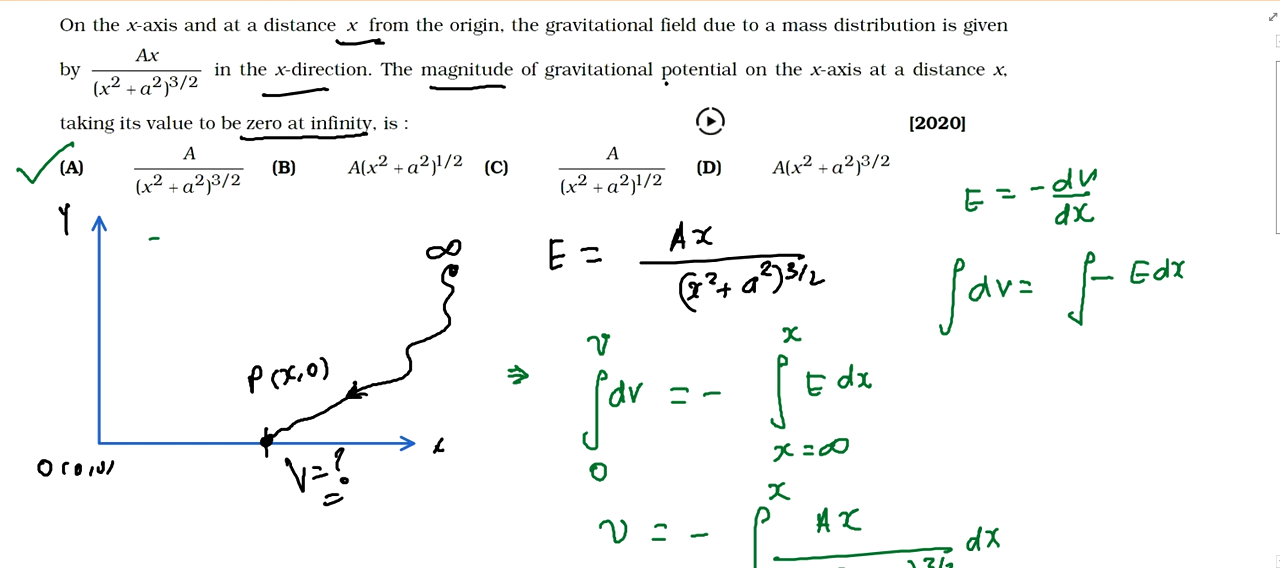 On the x-axis and at a distance x from the origin, the gravitational field due to a mass distribution is given
by Ax/(x² + a²)^3/2 in the x-direction. The magnitude of gravitational potential on the x-axis at a distance x,
taking its value to be zero at infinity, is : [2020]
(A) A/(x² + a²)^3/2 (B) A(x² + a²)^1/2 (C) A/(x² + a²)^1/2 (D) A(x² + a²)^3/2
E = -dv/dx
Y
∞
E = Ax/(x² + a²)^3/2
∫dv = ∫- Edx
P(x,0)
⇒ ∫₀^v dv = - ∫_{x=∞}^x E dx
x
V=?
v = - ∫^x Ax/ 3/2 dx